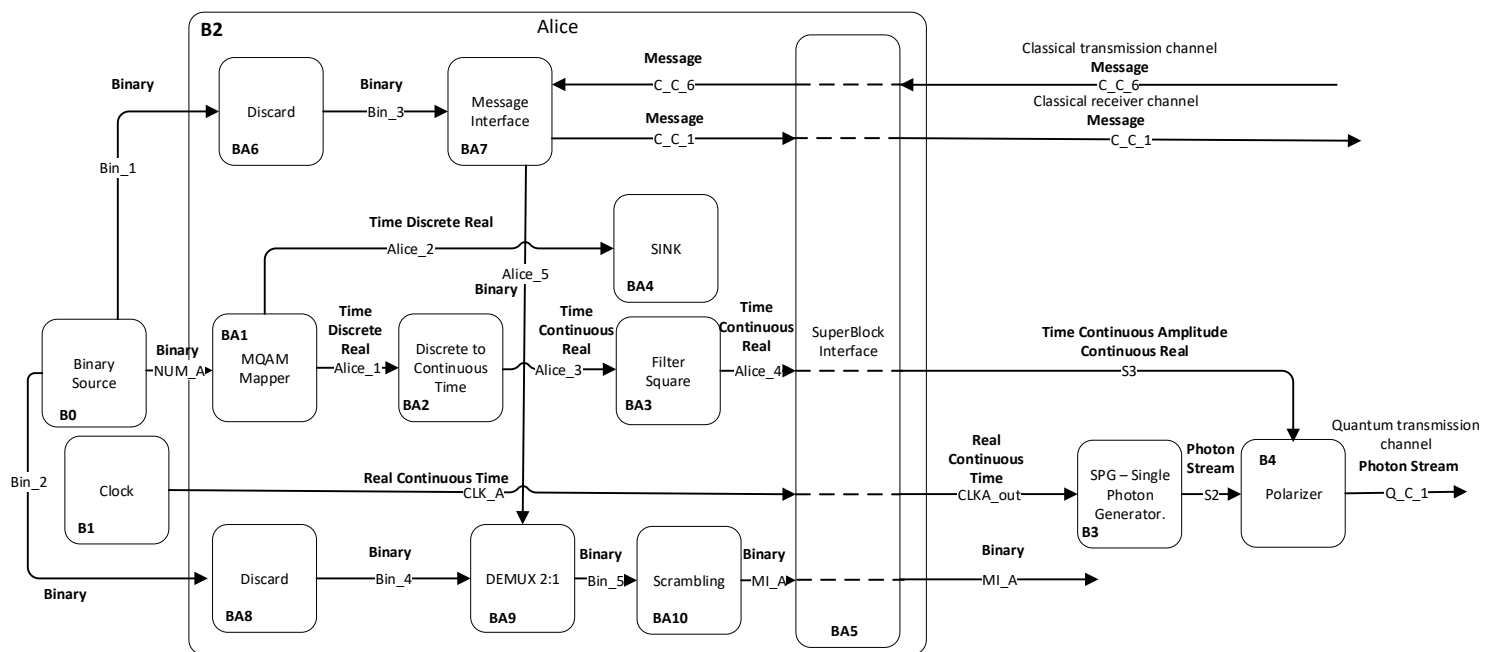 B2
Alice
Classical transmission channel
Message
C_C_6
Message
C_C_6
Classical receiver channel
Message
C_C_1
Message
C_C_1
Binary
Bin_1
Discard
BA6
Binary
Bin_3
Message
Interface
BA7
Time Discrete Real
Alice_2
SINK
BA4
Alice_5
Binary
Binary
Source
B0
Binary
NUM_A
BA1
MQAM
Mapper
Time
Discrete
Real
Alice_1
Discrete to
Continuous
Time
BA2
Time
Continuous
Real
Alice_3
Filter
Square
BA3
Time
Continuous
Real
Alice_4
SuperBlock
Interface
BA5
Time Continuous Amplitude
Continuous Real
S3
Bin_2
Clock
B1
Real Continuous Time
CLK_A
Real
Continuous
Time
CLKA_out
SPG – Single
Photon
Generator.
B3
Photon
Stream
S2
B4
Polarizer
Quantum transmission
channel
Photon Stream
Q_C_1
Binary
Discard
BA8
Binary
Bin_4
DEMUX 2:1
BA9
Binary
Bin_5
Scrambling
BA10
Binary
MI_A
Binary
MI_A